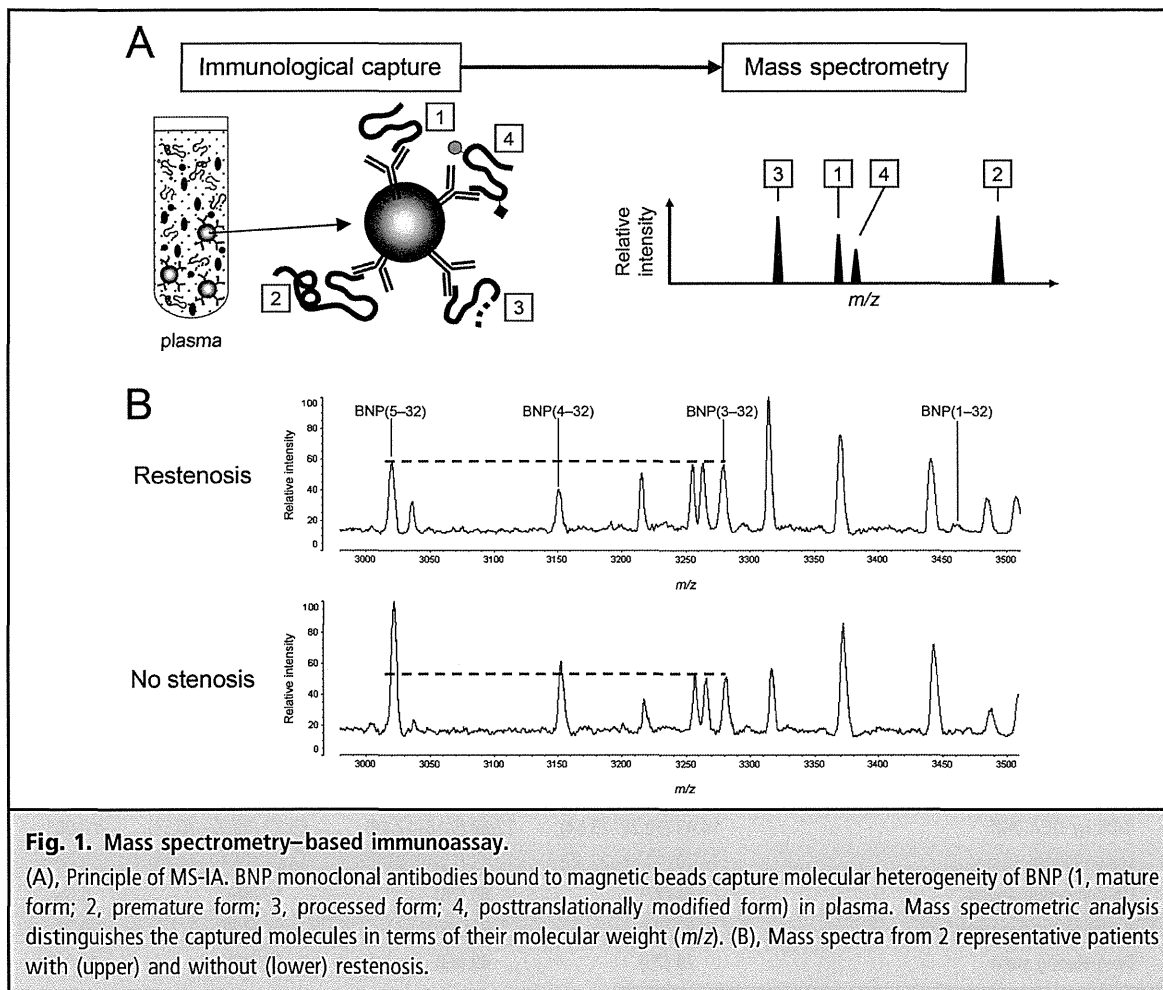 A
Immunological capture
Mass spectrometry
1
4
2
3
plasma
3
1
4
2
Relative
intensity
m/z
B
Restenosis
BNP(5–32)
BNP(4–32)
BNP(3–32)
BNP(1–32)
Relative intensity
100
80
60
40
20
0
3000 3050 3100 3150 3200 3250 3300 3350 3400 3450 3500
m/z
No stenosis
Relative intensity
100
80
60
40
20
0
3000 3050 3100 3150 3200 3250 3300 3350 3400 3450 3500
m/z
Fig. 1. Mass spectrometry–based immunoassay.
(A), Principle of MS-IA. BNP monoclonal antibodies bound to magnetic beads capture molecular heterogeneity of BNP (1, mature
form; 2, premature form; 3, processed form; 4, posttranslationally modified form) in plasma. Mass spectrometric analysis
distinguishes the captured molecules in terms of their molecular weight (m/z). (B), Mass spectra from 2 representative patients
with (upper) and without (lower) restenosis.